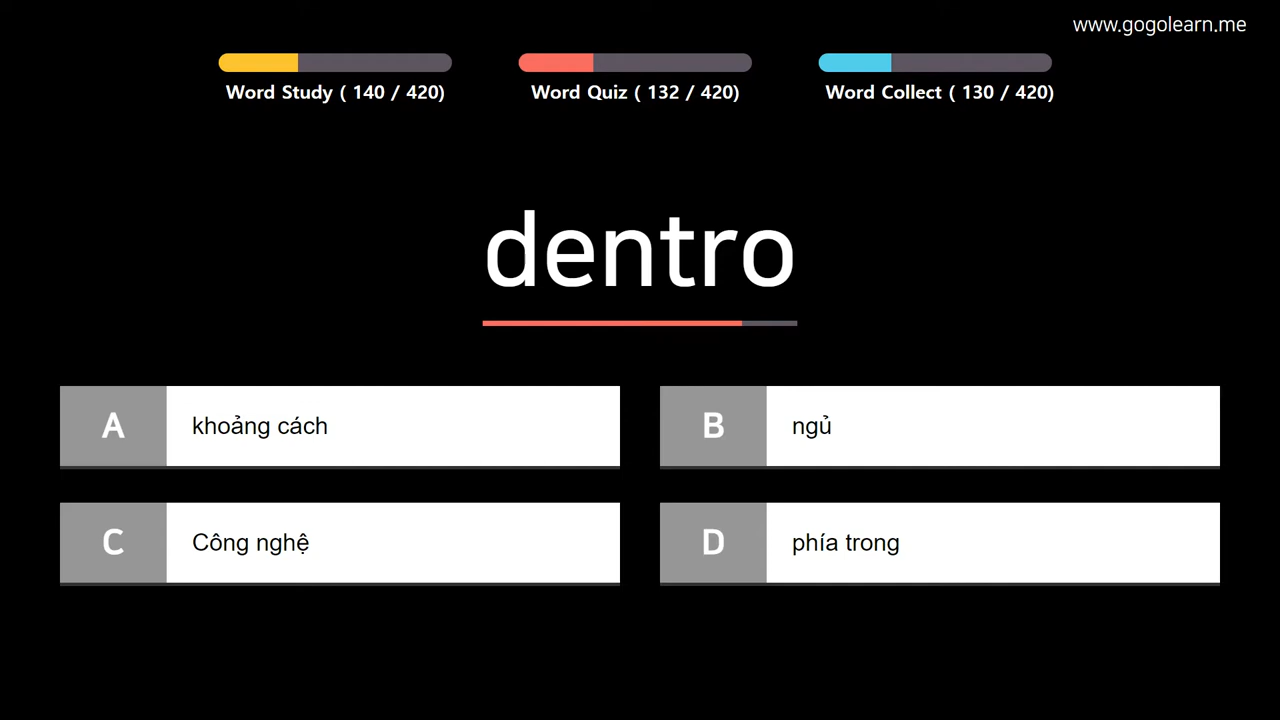 www.gogolearn.me
Word Study ( 140 / 420)
Word Quiz ( 132 / 420)
Word Collect ( 130 / 420)
dentro
A khoảng cách
B ngủ
C Công nghệ
D phía trong